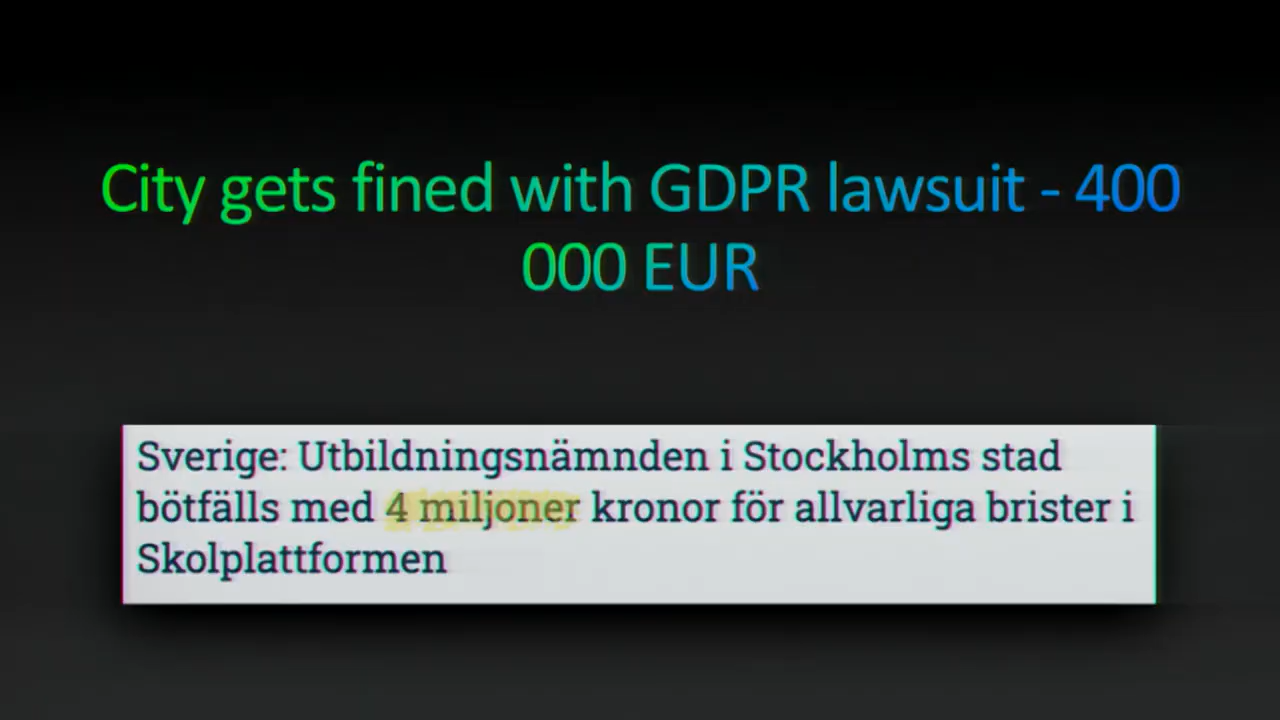 City gets fined with GDPR lawsuit - 400
000 EUR
Sverige: Utbildningsnämnden i Stockholms stad
bötfälls med 4 miljoner kronor för allvarliga brister i
Skolplattformen